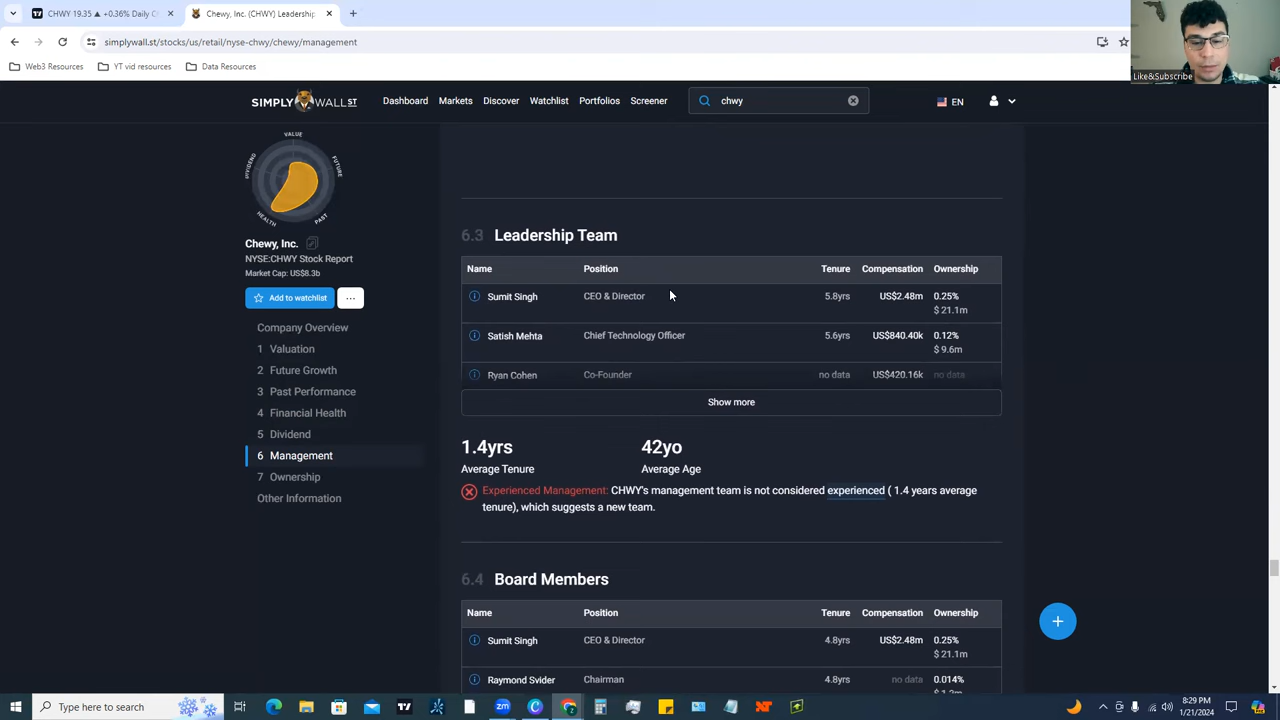 CHWY 19.35 ▲ +0.36% Daily
Chewy, Inc. (CHWY) Leadership
simplywall.st/stocks/us/retail/nyse-chwy/chewy/management
Web3 Resources
YT vid resources
Data Resources
Like&Subscribe
SIMPLY WALL ST
Dashboard
Markets
Discover
Watchlist
Portfolios
Screener
chwy
EN
VALUE
FUTURE
PAST
HEALTH
DIVIDEND
Chewy, Inc.
NYSE:CHWY Stock Report
Market Cap: US$8.3b
Add to watchlist
...
Company Overview
1 Valuation
2 Future Growth
3 Past Performance
4 Financial Health
5 Dividend
6 Management
7 Ownership
Other Information
6.3 Leadership Team
Name Position Tenure Compensation Ownership
Sumit Singh CEO & Director 5.8yrs US$2.48m 0.25%
$ 21.1m
Satish Mehta Chief Technology Officer 5.6yrs US$840.40k 0.12%
$ 9.6m
Ryan Cohen Co-Founder no data US$420.16k no data
Show more
1.4yrs 42yo
Average Tenure Average Age
Experienced Management: CHWY's management team is not considered experienced ( 1.4 years average
tenure), which suggests a new team.
6.4 Board Members
Name Position Tenure Compensation Ownership
Sumit Singh CEO & Director 4.8yrs US$2.48m 0.25%
$ 21.1m
Raymond Svider Chairman 4.8yrs no data 0.014%
Type here to search
8:29 PM
1/21/2024